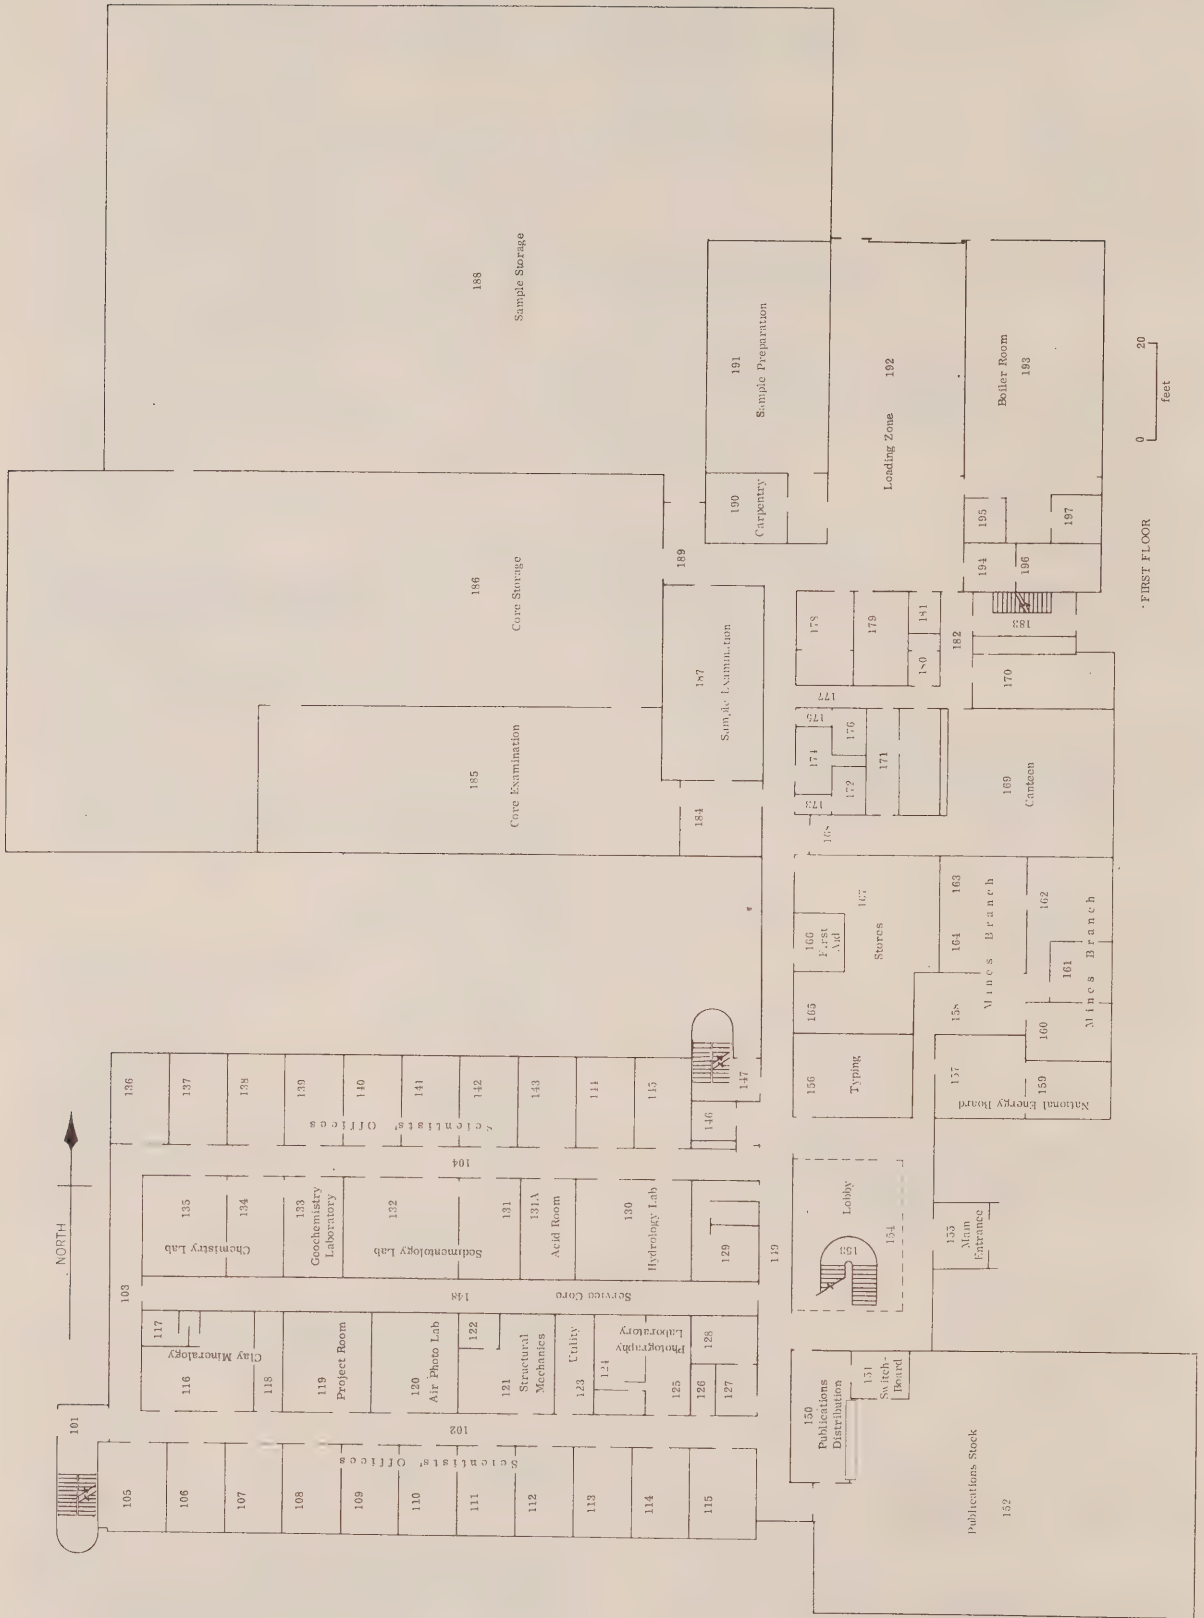 NORTH
101
103
105
106
107
108
109
110
111
112
113
114
115
Scientists' Offices
102
116
117
Clay Mineralogy
118
119
Project Room
120
Air Photo Lab
122
121
Structural
Mechanics
Utility
123
124
Photography
Laboratory
125
126
127
128
148
Service Core
135
134
Chemistry Lab
133
Geochemistry
Laboratory
132
Sedimentology Lab
131
131A
Acid Room
130
Hydrology Lab
129
149
104
136
137
138
139
140
141
142
143
144
145
Scientists' Offices
146
147
150
Publications
Distribution
151
Switch-
Board
Publications Stock
152
153
Lobby
154
155
Main
Entrance
156
Typing
157
159
National Energy Board
158
164
163
Mines Branch
160
161
162
Mines Branch
165
166
First
Aid
167
Stores
168
173
174
175
172
176
171
177
169
Canteen
170
178
179
180
181
182
183
184
185
Core Examination
186
Core Storage
187
Sample Examination
188
Sample Storage
189
190
Carpentry
191
Sample Preparation
192
Loading Zone
Boiler Room
193
194
195
196
197
FIRST FLOOR
0
20
feet